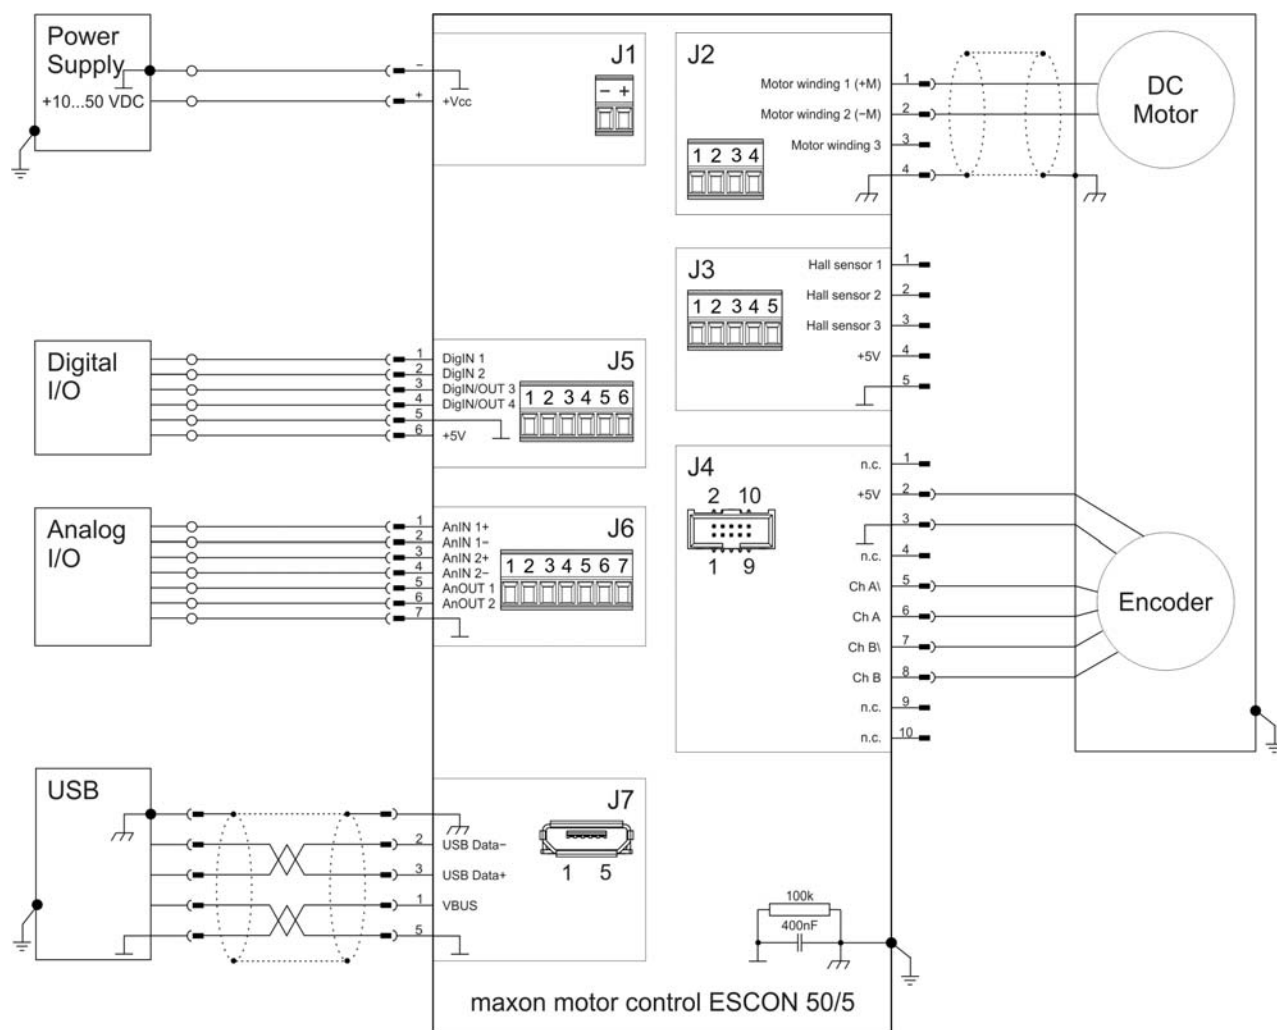 Power
Supply
+10...50 VDC
−
+
+Vcc
J1
− +
J2
Motor winding 1 (+M) 1
Motor winding 2 (−M) 2
Motor winding 3 3
4
1 2 3 4
DC
Motor
J3
Hall sensor 1 1
Hall sensor 2 2
Hall sensor 3 3
+5V 4
5
1 2 3 4 5
Digital
I/O
1 DigIN 1
2 DigIN 2
3 DigIN/OUT 3
4 DigIN/OUT 4
5
6 +5V
J5
1 2 3 4 5 6
J4
2 10
1 9
n.c. 1
+5V 2
3
n.c. 4
Ch A\ 5
Ch A 6
Ch B\ 7
Ch B 8
n.c. 9
n.c. 10
Encoder
Analog
I/O
1 AnIN 1+
2 AnIN 1−
3 AnIN 2+
4 AnIN 2−
5 AnOUT 1
6 AnOUT 2
7
J6
1 2 3 4 5 6 7
USB
2 USB Data−
3 USB Data+
1 VBUS
5
J7
1 5
100k
400nF
maxon motor control ESCON 50/5